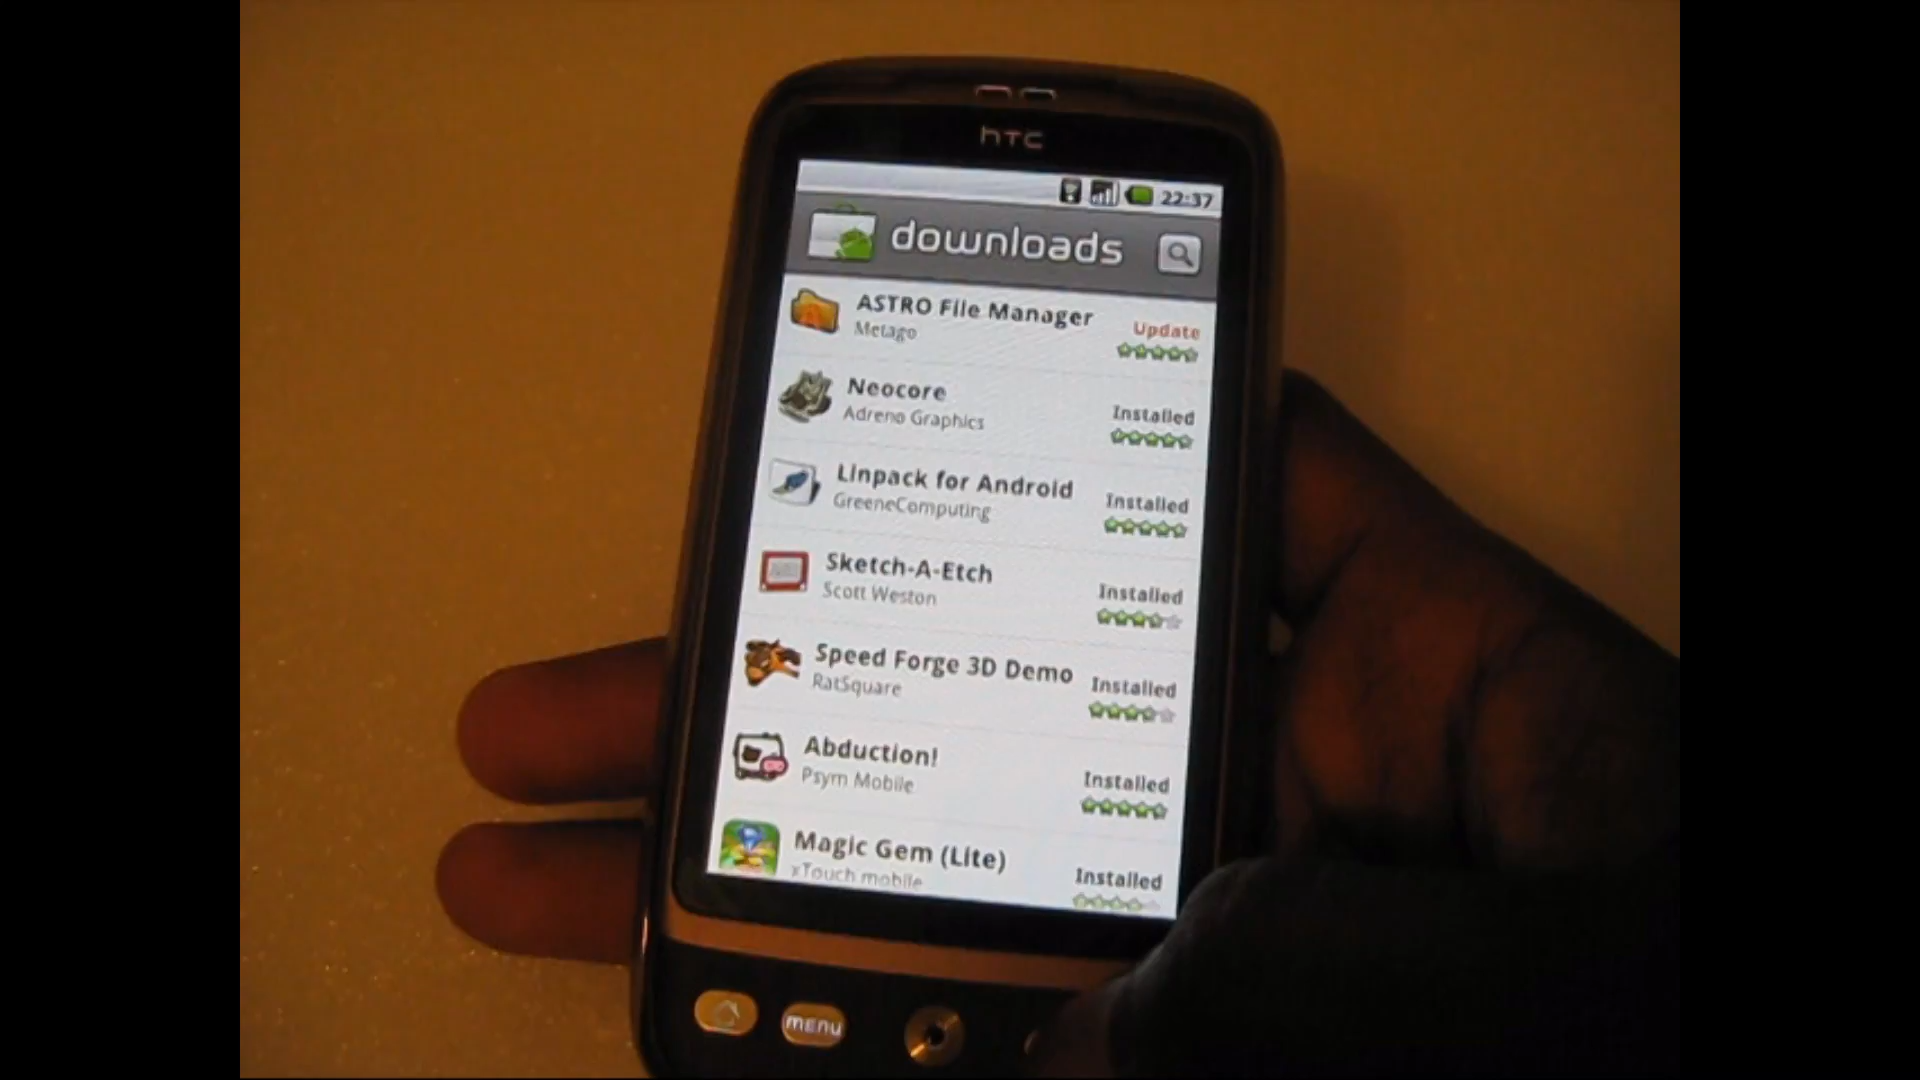 hTC
22:37
downloads
ASTRO File Manager
Metago
Update
Neocore
Adreno Graphics
Installed
Linpack for Android
GreeneComputing
Installed
Sketch-A-Etch
Scott Weston
Installed
Speed Forge 3D Demo
RatSquare
Installed
Abduction!
Psym Mobile
Installed
Magic Gem (Lite)
xTouch mobile
Installed
menu